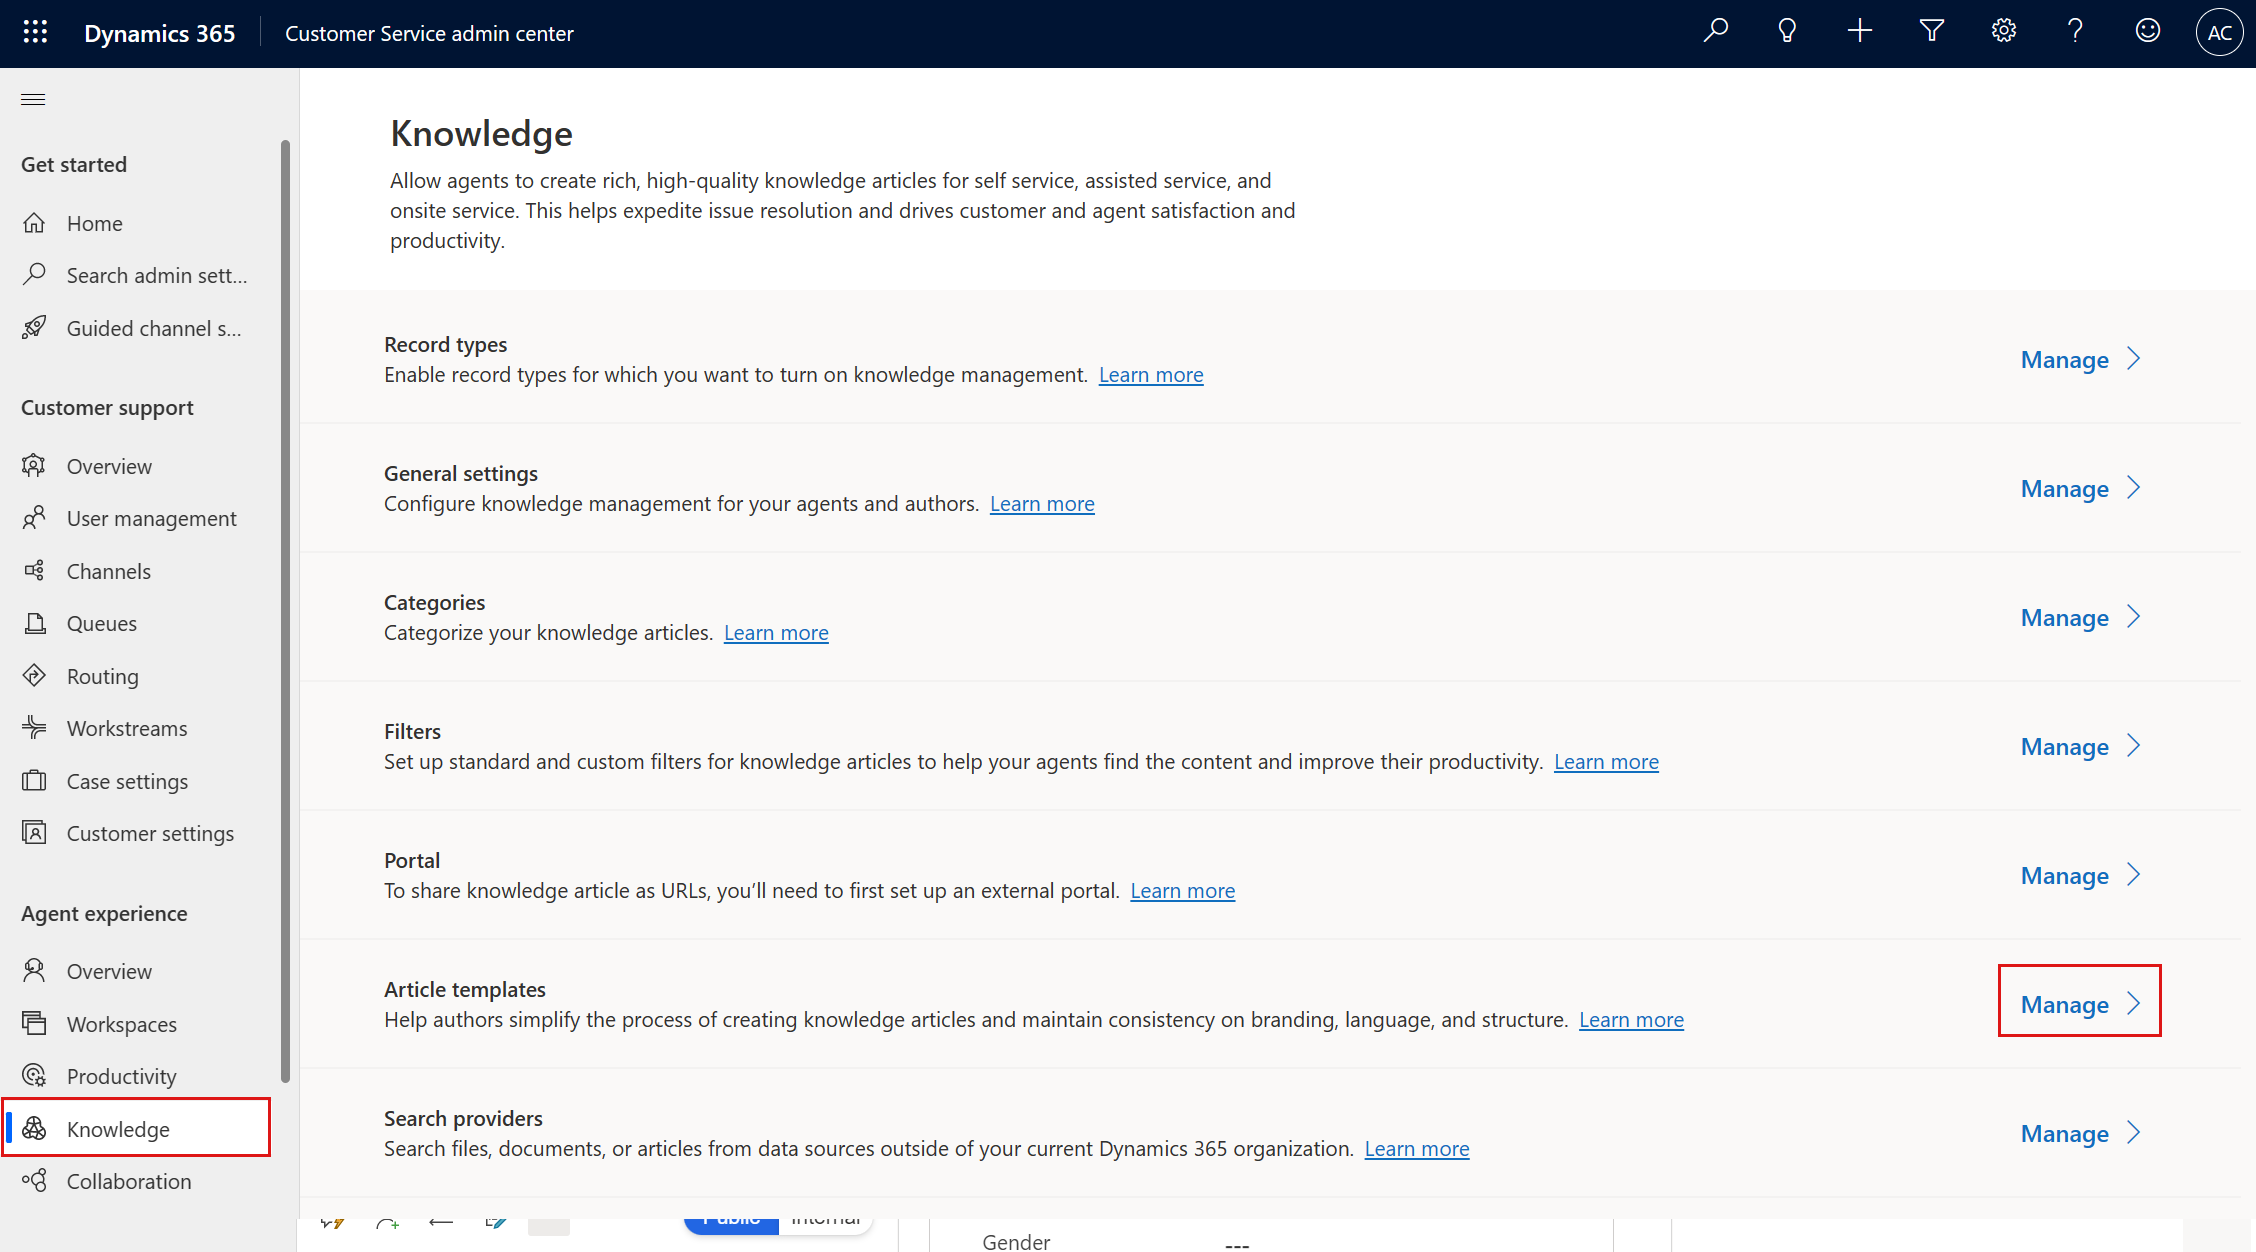 Dynamics 365
Customer Service admin center
AC
Get started
Home
Search admin sett...
Guided channel s...
Customer support
Overview
User management
Channels
Queues
Routing
Workstreams
Case settings
Customer settings
Agent experience
Overview
Workspaces
Productivity
Knowledge
Collaboration
Knowledge
Allow agents to create rich, high-quality knowledge articles for self service, assisted service, and
onsite service. This helps expedite issue resolution and drives customer and agent satisfaction and
productivity.
Record types
Enable record types for which you want to turn on knowledge management. Learn more
Manage
General settings
Configure knowledge management for your agents and authors. Learn more
Manage
Categories
Categorize your knowledge articles. Learn more
Manage
Filters
Set up standard and custom filters for knowledge articles to help your agents find the content and improve their productivity. Learn more
Manage
Portal
To share knowledge article as URLs, you’ll need to first set up an external portal. Learn more
Manage
Article templates
Help authors simplify the process of creating knowledge articles and maintain consistency on branding, language, and structure. Learn more
Manage
Search providers
Search files, documents, or articles from data sources outside of your current Dynamics 365 organization. Learn more
Manage
Public
Internal
Gender
---